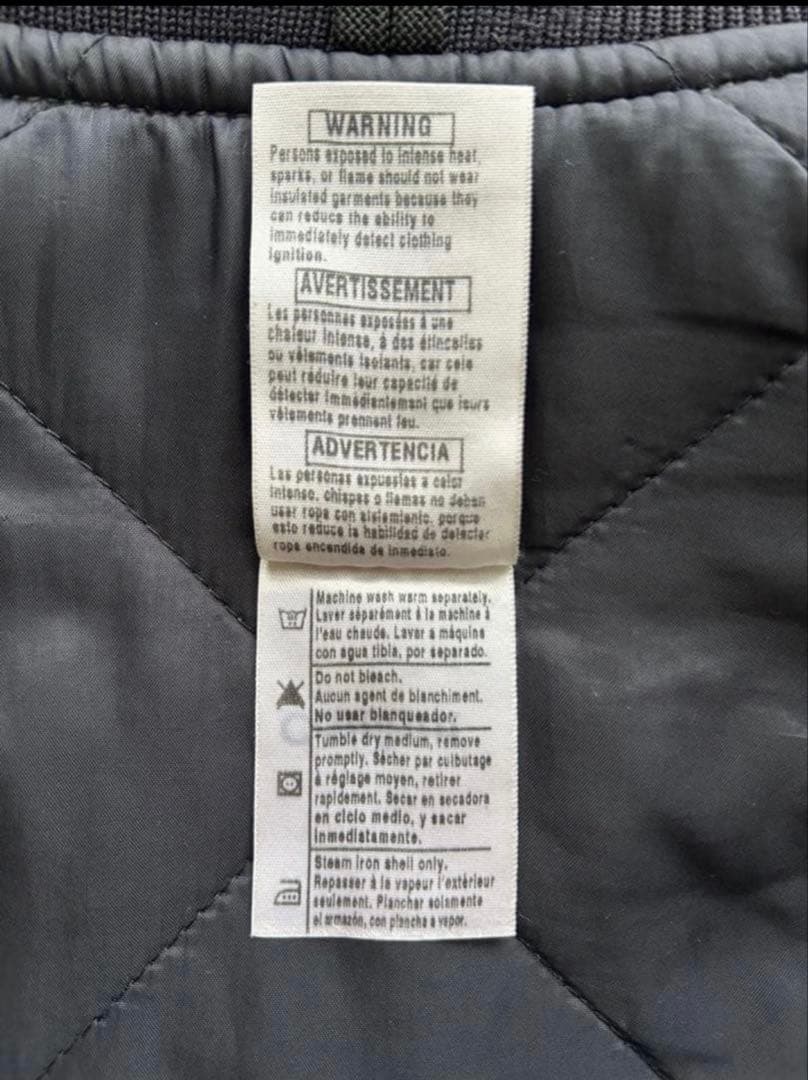 WARNING
Persons exposed to intense heat,
sparks, or flame should not wear
insulated garments because they
can reduce the ability to
immediately detect clothing
ignition.
AVERTISSEMENT
Les personnes exposées à une
chaleur intense, à des étincelles
ou vêtements isolants, car cela
peut réduire leur capacité de
détecter immédiantemant que leurs
vêtements prennent feu.
ADVERTENCIA
Las personas expuestas a calor
intenso, chispas o llamas no deben
usar ropa con aislamiento, porque
esto reduce la habilidad de detectar
ropa encendida de inmediato.
Machine wash warm separately.
Laver séparément à la machine à
l'eau chaude. Lavar a máquina
con agua tibia, por separado.
Do not bleach.
Aucun agent de blanchiment.
No usar blanqueador.
Tumble dry medium, remove
promptly. Sécher par culbutage
à réglage moyen, retirer
rapidement. Secar en secadora
en ciclo medio, y sacar
inmediatamente.
Steam iron shell only.
Repasser à la vapeur l'extérieur
seulement. Planchar solamente
el armazón, con plancha a vapor.